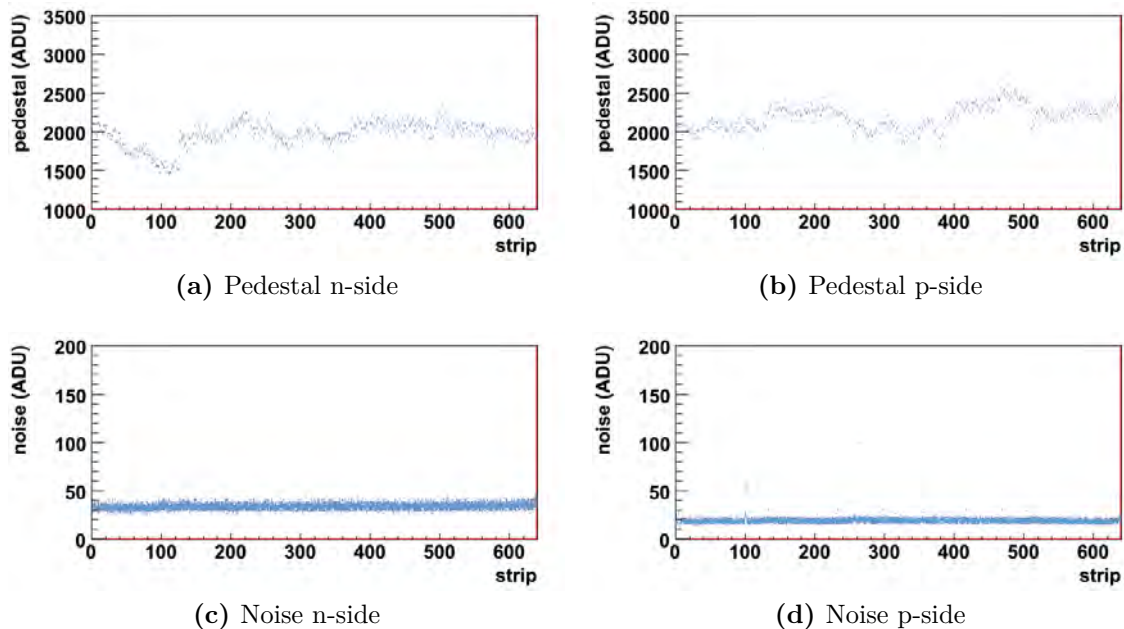 pedestal (ADU)
3500
3000
2500
2000
1500
1000
0 100 200 300 400 500 600
strip
(a) Pedestal n-side
pedestal (ADU)
3500
3000
2500
2000
1500
1000
0 100 200 300 400 500 600
strip
(b) Pedestal p-side
noise (ADU)
200
150
100
50
0
0 100 200 300 400 500 600
strip
(c) Noise n-side
noise (ADU)
200
150
100
50
0
0 100 200 300 400 500 600
strip
(d) Noise p-side